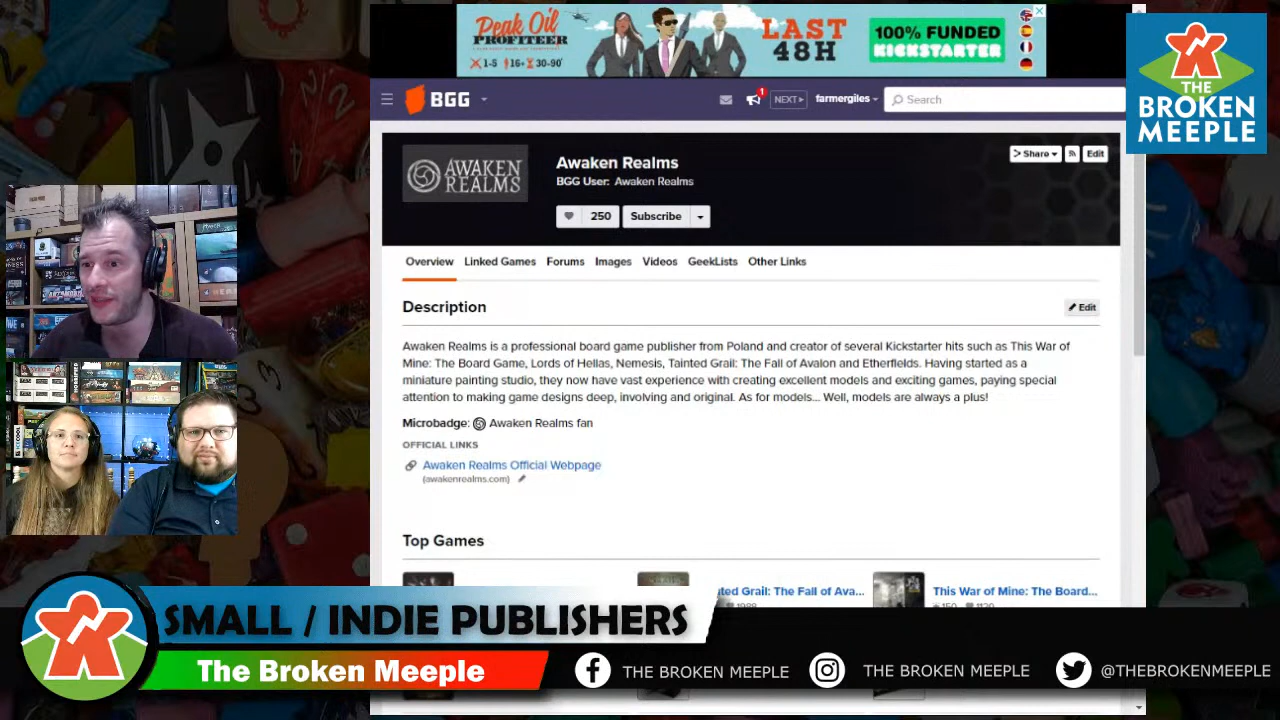 Peak Oil
PROFITEER
1-5 16+ 30-90'
LAST
48H
100% FUNDED
KICKSTARTER
THE
BROKEN
MEEPLE
BGG
1
NEXT
farmergiles
Search
AWAKEN
REALMS
Awaken Realms
BGG User: Awaken Realms
250
Subscribe
Share
Edit
Overview Linked Games Forums Images Videos GeekLists Other Links
Description
Edit
Awaken Realms is a professional board game publisher from Poland and creator of several Kickstarter hits such as This War of
Mine: The Board Game, Lords of Hellas, Nemesis, Tainted Grail: The Fall of Avalon and Etherfields. Having started as a
miniature painting studio, they now have vast experience with creating excellent models and exciting games, paying special
attention to making game designs deep, involving and original. As for models... Well, models are always a plus!
Microbadge: Awaken Realms fan
OFFICIAL LINKS
Awaken Realms Official Webpage
(awakenrealms.com)
Top Games
ted Grail: The Fall of Ava...
This War of Mine: The Board...
SMALL / INDIE PUBLISHERS
The Broken Meeple
THE BROKEN MEEPLE
THE BROKEN MEEPLE
@THEBROKENMEEPLE